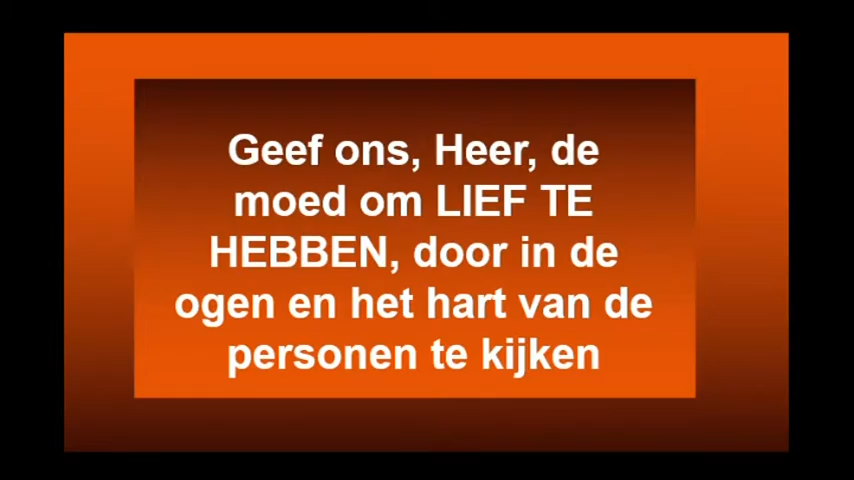 Geef ons, Heer, de
moed om LIEF TE
HEBBEN, door in de
ogen en het hart van de
personen te kijken